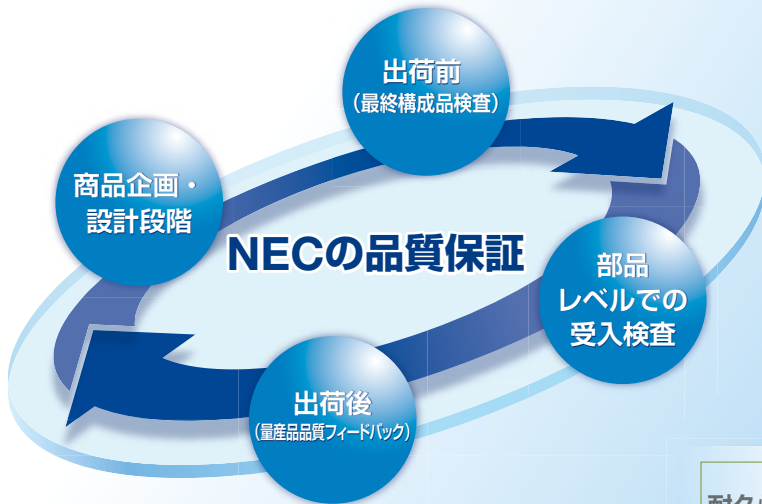 出荷前
（最終構成品検査）
商品企画・
設計段階
NECの品質保証
部品
レベルでの
受入検査
出荷後
（量産品品質フィードバック）